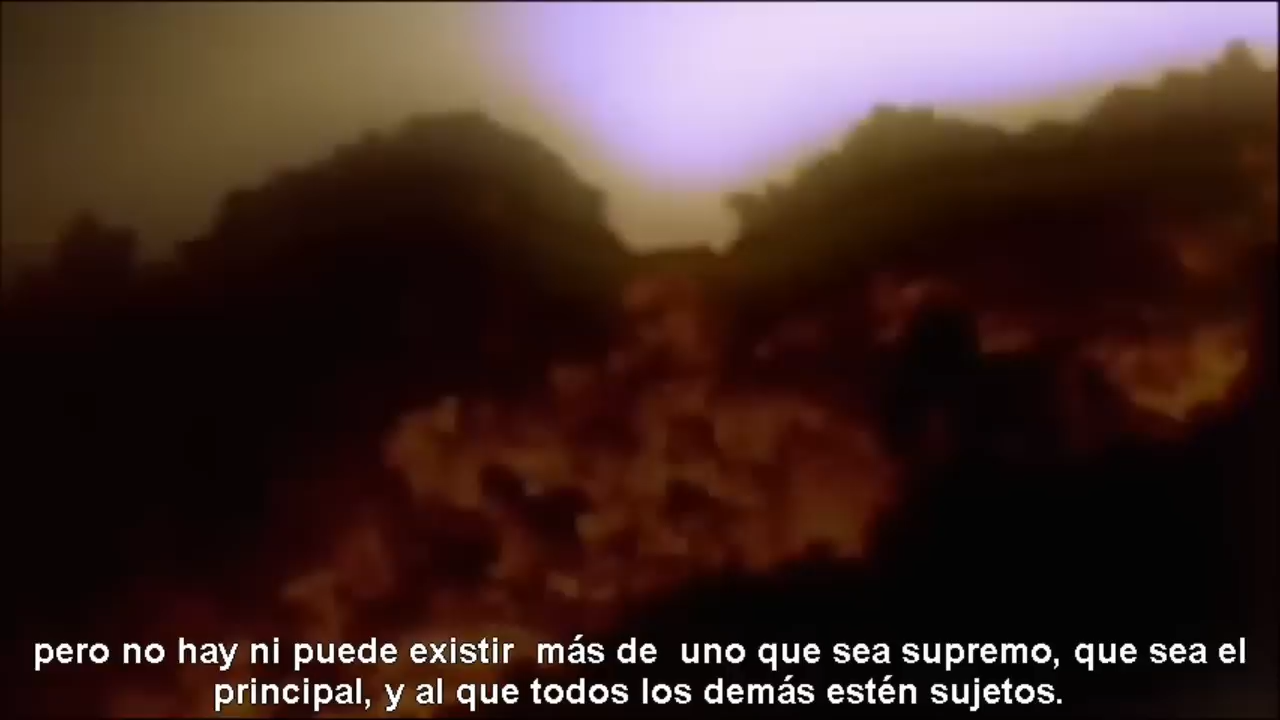 pero no hay ni puede existir  más de  uno que sea supremo, que sea el
principal, y al que todos los demás estén sujetos.